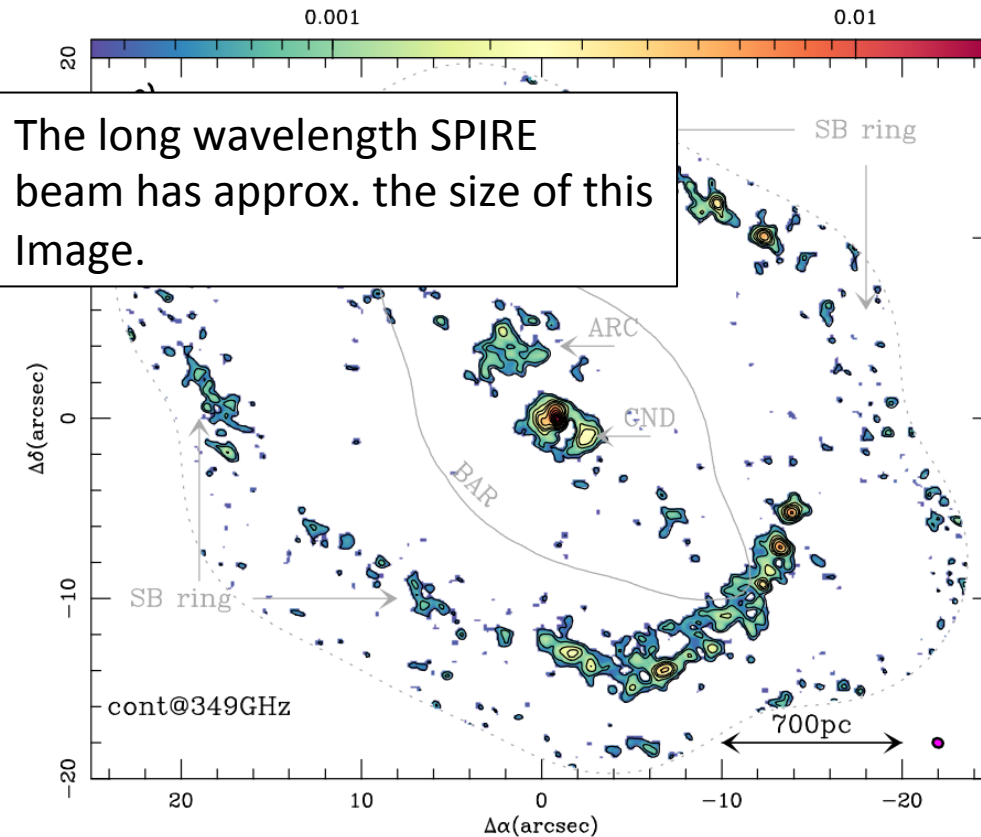 0.001 0.01
20
The long wavelength SPIRE
beam has approx. the size of this
Image.
SB ring
ARC
GND
0
Δδ(arcsec)
BAR
SB ring
-10
cont@349GHz
700pc
-20
20 10 0 -10 -20
Δα(arcsec)